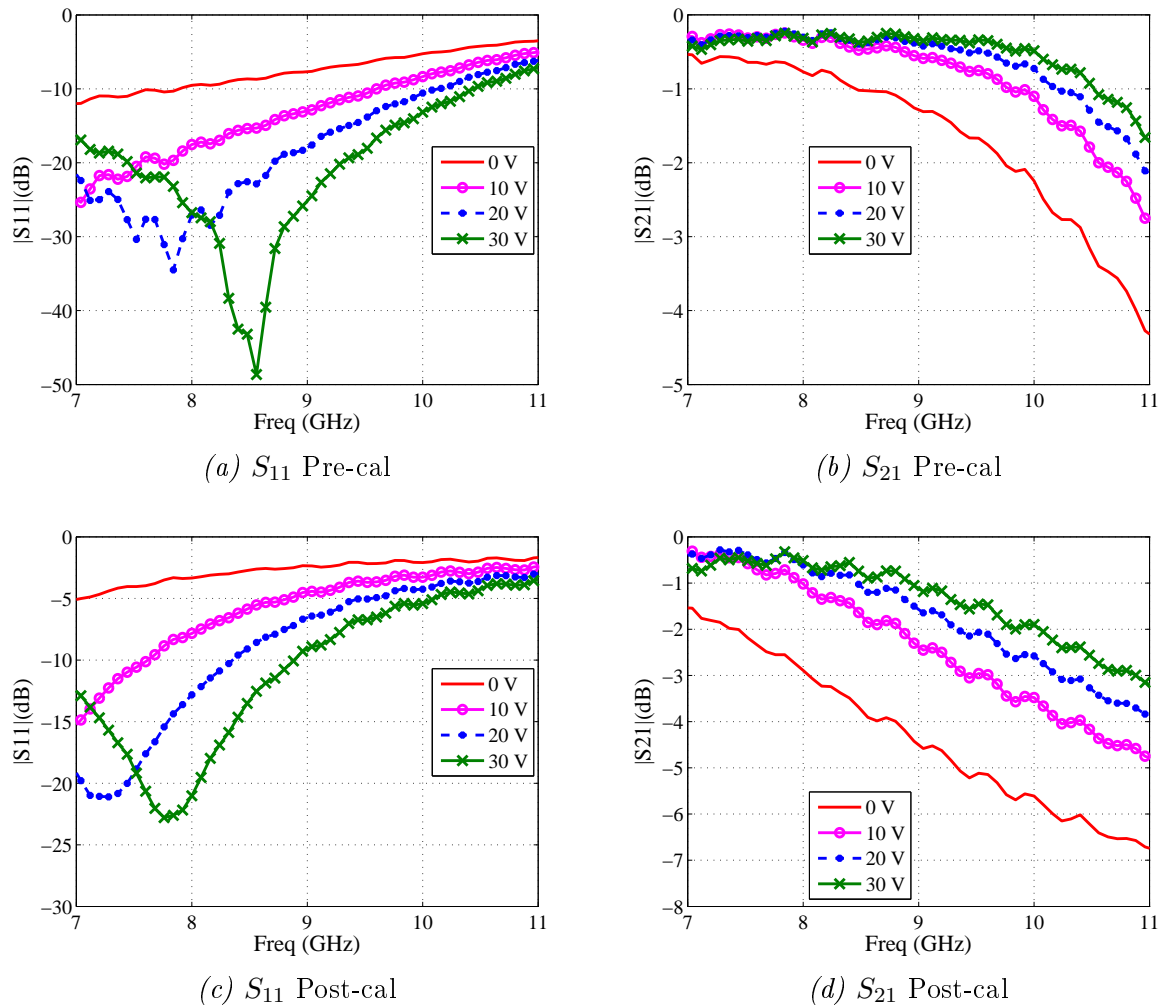 0
−10
−20
−30
−40
−50
|S11|(dB)
0 V
10 V
20 V
30 V
7
8
9
10
11
Freq (GHz)
(a) S11 Pre-cal
0
−1
−2
−3
−4
−5
|S21|(dB)
0 V
10 V
20 V
30 V
7
8
9
10
11
Freq (GHz)
(b) S21 Pre-cal
0
−5
−10
−15
−20
−25
−30
|S11|(dB)
0 V
10 V
20 V
30 V
7
8
9
10
11
Freq (GHz)
(c) S11 Post-cal
0
−1
−2
−3
−4
−5
−6
−7
−8
|S21|(dB)
0 V
10 V
20 V
30 V
7
8
9
10
11
Freq (GHz)
(d) S21 Post-cal